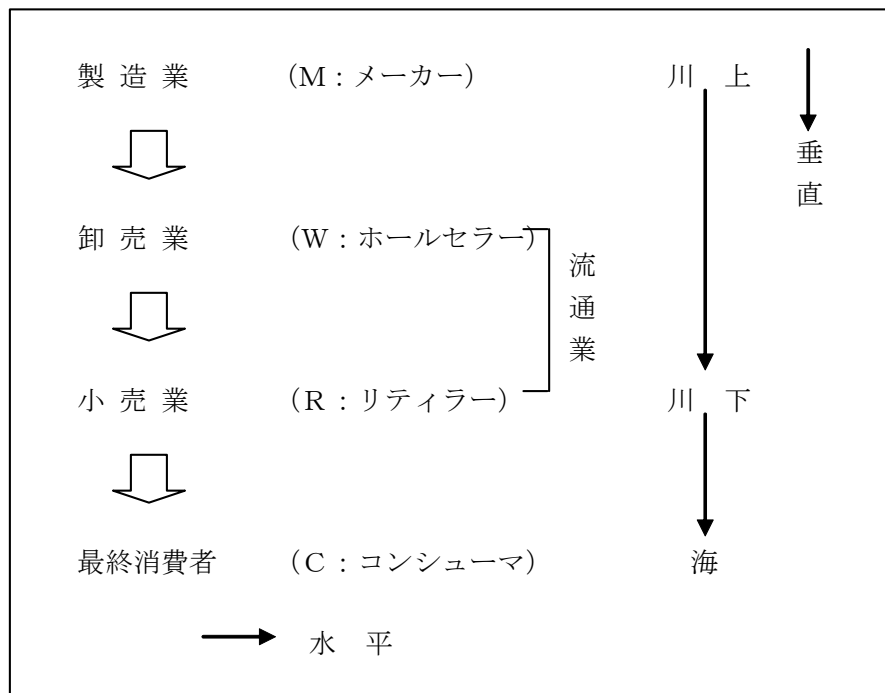 製 造 業 （M：メーカー） 川 上
垂直
卸 売 業 （W：ホールセラー）
流通業
小 売 業 （R：リティラー） 川 下
最終消費者 （C：コンシューマ） 海
水 平